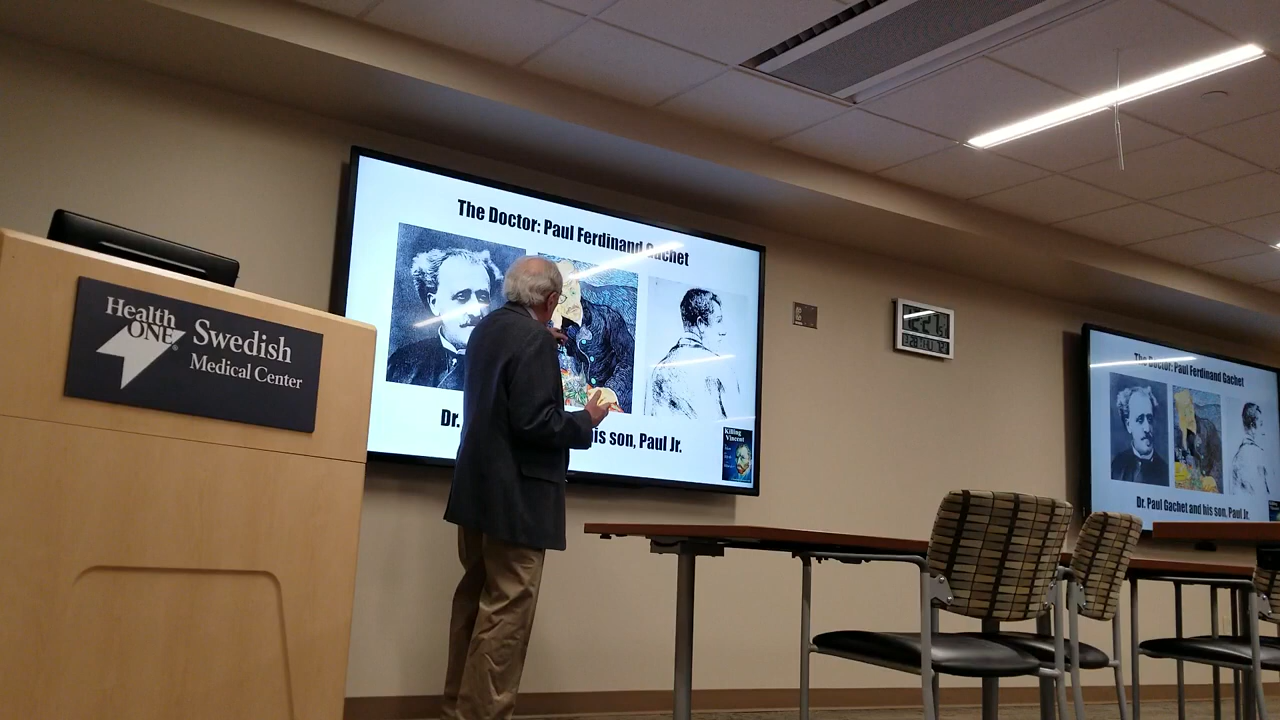 The Doctor: Paul Ferdinand Gachet
Dr.
his son, Paul Jr.
Killing
Vincent
Health
ONE
Swedish
Medical Center
The Doctor: Paul Ferdinand Gachet
Dr. Paul Gachet and his son, Paul Jr.